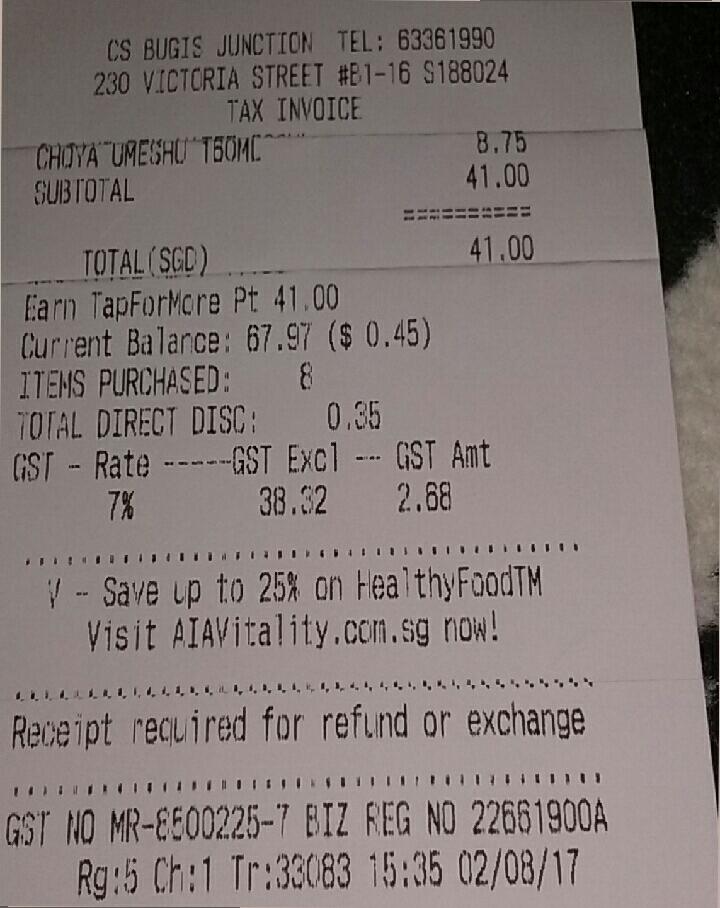 CS BUGIS JUNCTION TEL: 63361990
230 VICTORIA STREET #B1-16 S188024
TAX INVOICE
CHOYA UMESHU 8.75
SUBTOTAL 41.00
==========
TOTAL(SGD) 41.00
Earn TapForMore Pt 41.00
Current Balance: 67.97 ($ 0.45)
ITEMS PURCHASED: 8
TOTAL DIRECT DISC: 0.35
GST - Rate -----GST Excl -- GST Amt
7% 38.32 2.68
V - Save up to 25% on HealthyFoodTM
Visit AIAVitality.com.sg now!
Receipt required for refund or exchange
GST NO MR-8500225-7 BIZ REG NO 22661900A
Rg:5 Ch:1 Tr:33083 15:35 02/08/17